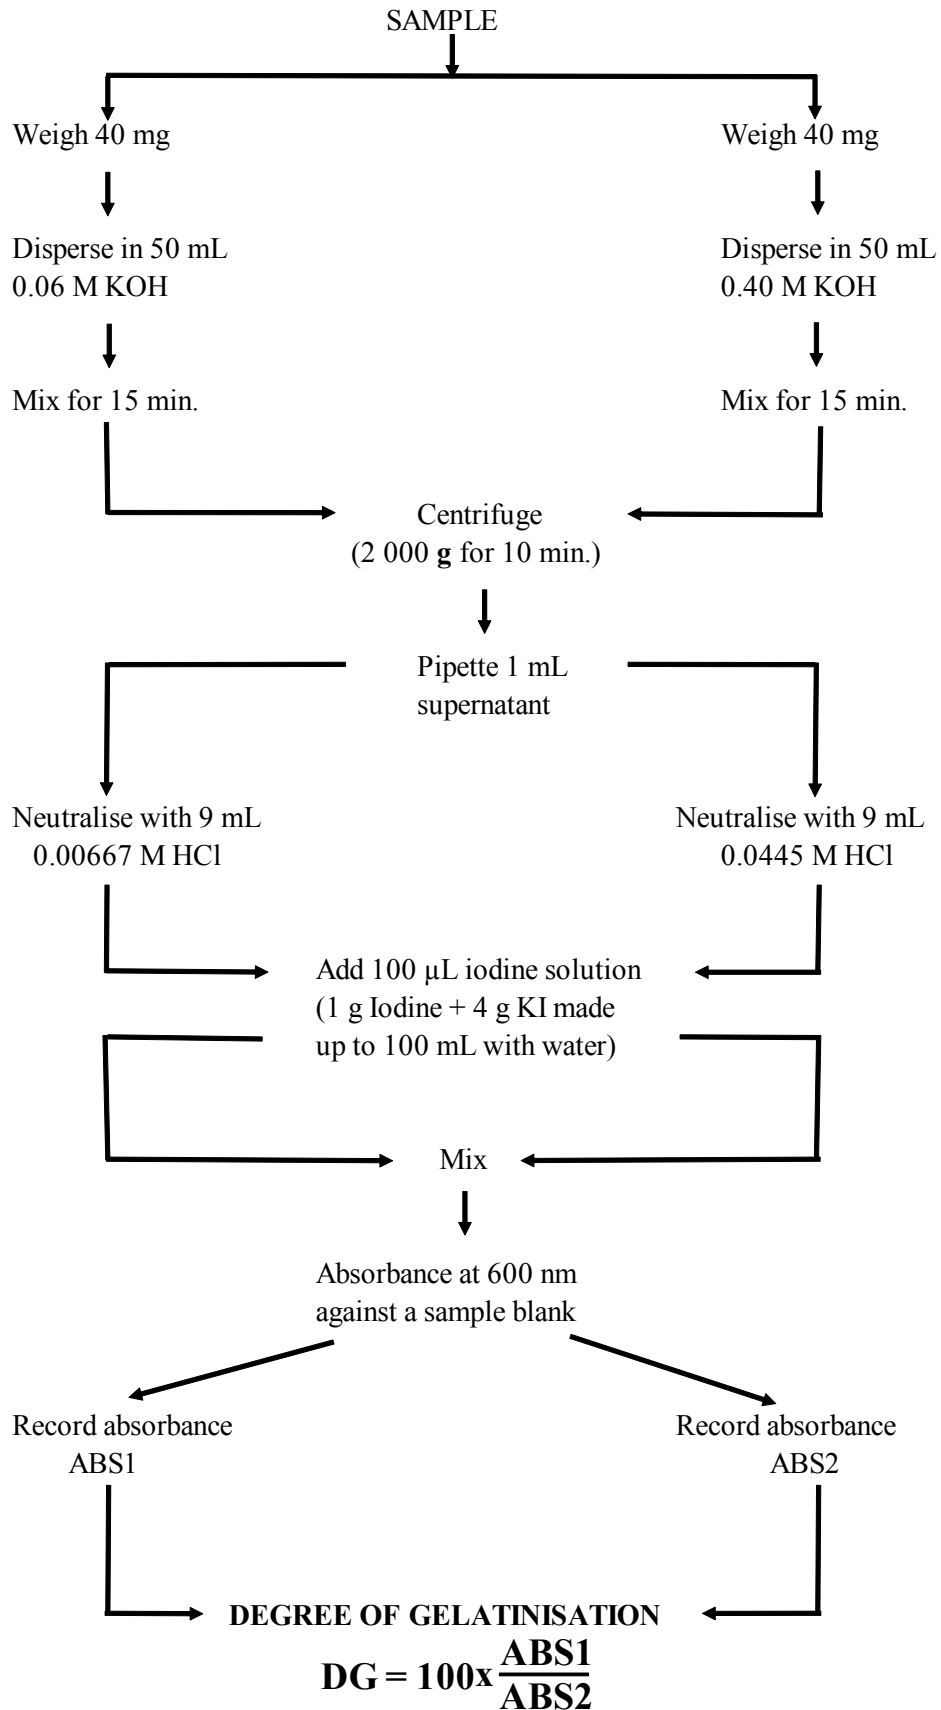 SAMPLE
Weigh 40 mg
Weigh 40 mg
Disperse in 50 mL
0.06 M KOH
Disperse in 50 mL
0.40 M KOH
Mix for 15 min.
Mix for 15 min.
Centrifuge
(2 000 g for 10 min.)
Pipette 1 mL
supernatant
Neutralise with 9 mL
0.00667 M HCl
Neutralise with 9 mL
0.0445 M HCl
Add 100 µL iodine solution
(1 g Iodine + 4 g KI made
up to 100 mL with water)
Mix
Absorbance at 600 nm
against a sample blank
Record absorbance
ABS1
Record absorbance
ABS2
DEGREE OF GELATINISATION
DG = 100x ABS1
ABS2